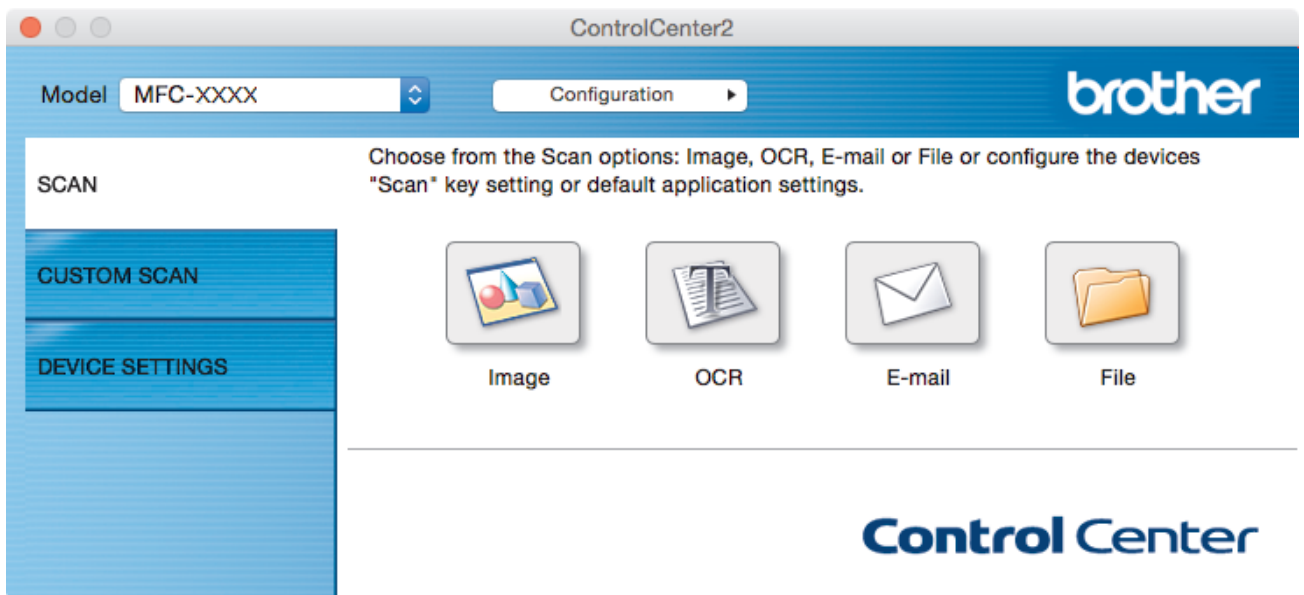 ControlCenter2
Model MFC-XXXX Configuration brother
SCAN
Choose from the Scan options: Image, OCR, E-mail or File or configure the devices
"Scan" key setting or default application settings.
CUSTOM SCAN
DEVICE SETTINGS
Image OCR E-mail File
Control Center